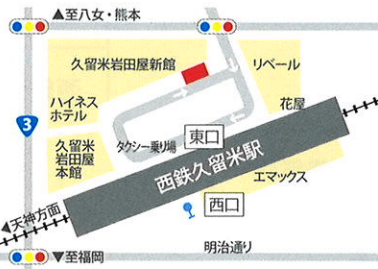 ▲至八女・熊本
久留米岩田屋新館
リベール
ハイネス
ホテル
花屋
3
久留米
岩田屋
本館
タクシー乗り場
東口
西鉄久留米駅
エマックス
西口
◀天神方面
▼至福岡
明治通り